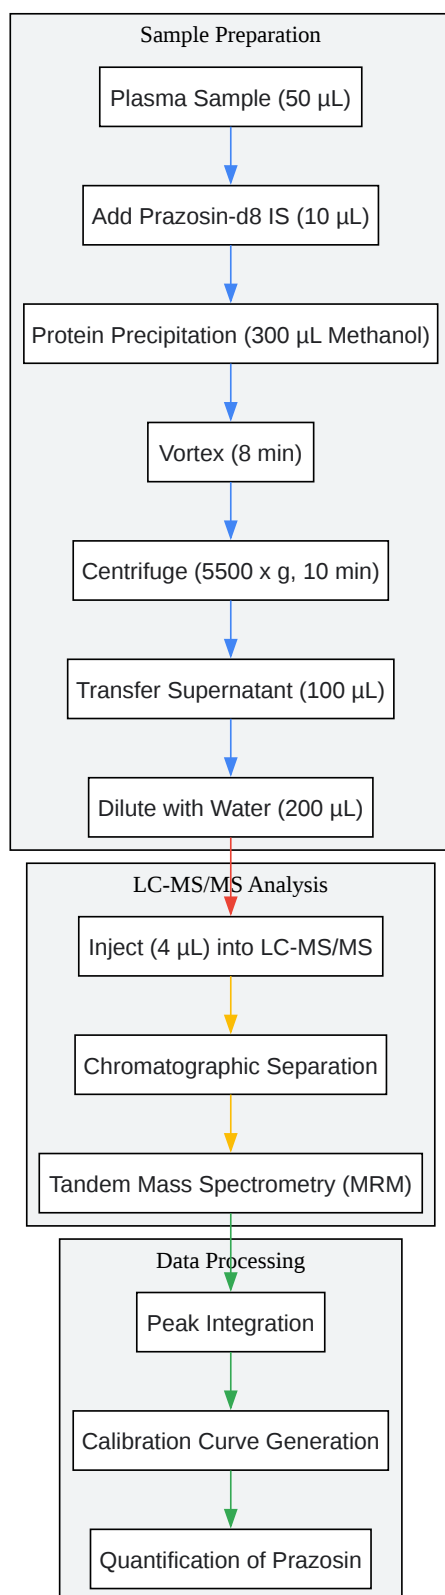 Sample Preparation
Plasma Sample (50 µL)
Add Prazosin-d8 IS (10 µL)
Protein Precipitation (300 µL Methanol)
Vortex (8 min)
Centrifuge (5500 x g, 10 min)
Transfer Supernatant (100 µL)
Dilute with Water (200 µL)
LC-MS/MS Analysis
Inject (4 µL) into LC-MS/MS
Chromatographic Separation
Tandem Mass Spectrometry (MRM)
Data Processing
Peak Integration
Calibration Curve Generation
Quantification of Prazosin